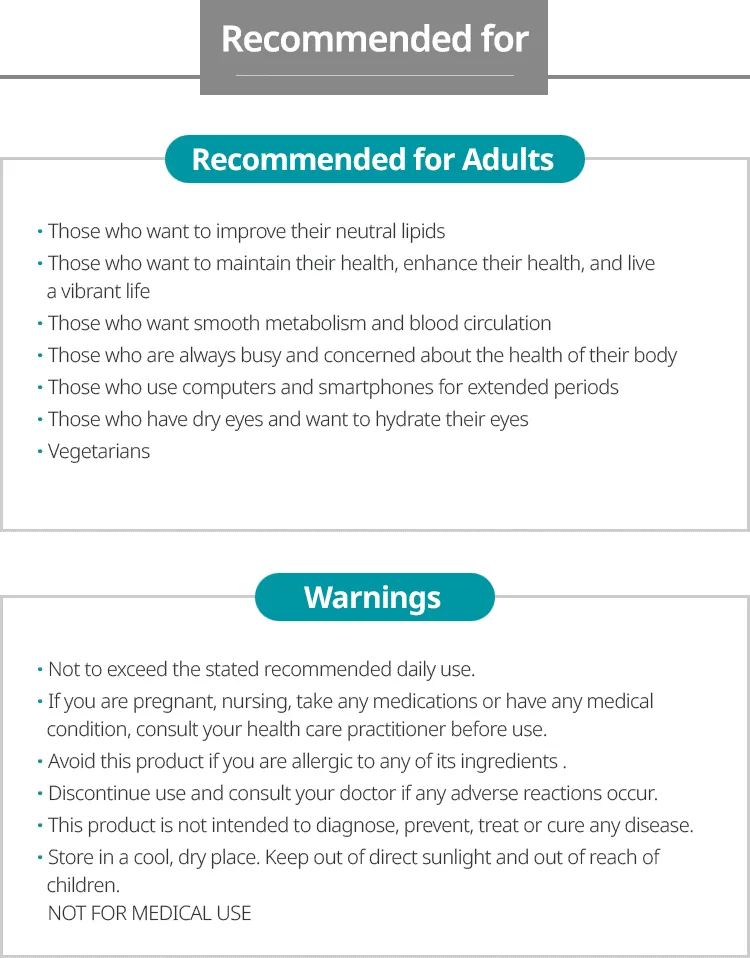 Recommended for
Recommended for Adults
· Those who want to improve their neutral lipids
· Those who want to maintain their health, enhance their health, and live
a vibrant life
· Those who want smooth metabolism and blood circulation
· Those who are always busy and concerned about the health of their body
· Those who use computers and smartphones for extended periods
· Those who have dry eyes and want to hydrate their eyes
· Vegetarians
Warnings
· Not to exceed the stated recommended daily use.
· If you are pregnant, nursing, take any medications or have any medical
condition, consult your health care practitioner before use.
· Avoid this product if you are allergic to any of its ingredients .
· Discontinue use and consult your doctor if any adverse reactions occur.
· This product is not intended to diagnose, prevent, treat or cure any disease.
· Store in a cool, dry place. Keep out of direct sunlight and out of reach of
children.
NOT FOR MEDICAL USE